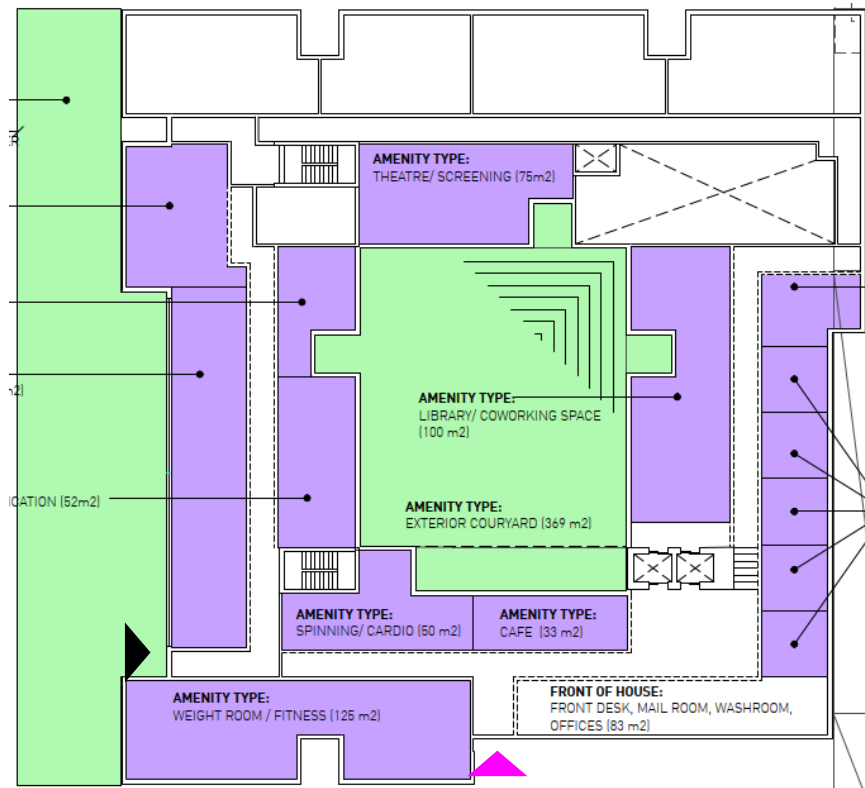 AMENITY TYPE:
THEATRE/ SCREENING (75m2)
AMENITY TYPE:
LIBRARY/ COWORKING SPACE
(100 m2)
AMENITY TYPE:
EXTERIOR COURYARD (369 m2)
(52m2)
AMENITY TYPE:
SPINNING/ CARDIO (50 m2)
AMENITY TYPE:
CAFE (33 m2)
AMENITY TYPE:
WEIGHT ROOM / FITNESS (125 m2)
FRONT OF HOUSE:
FRONT DESK, MAIL ROOM, WASHROOM,
OFFICES (83 m2)